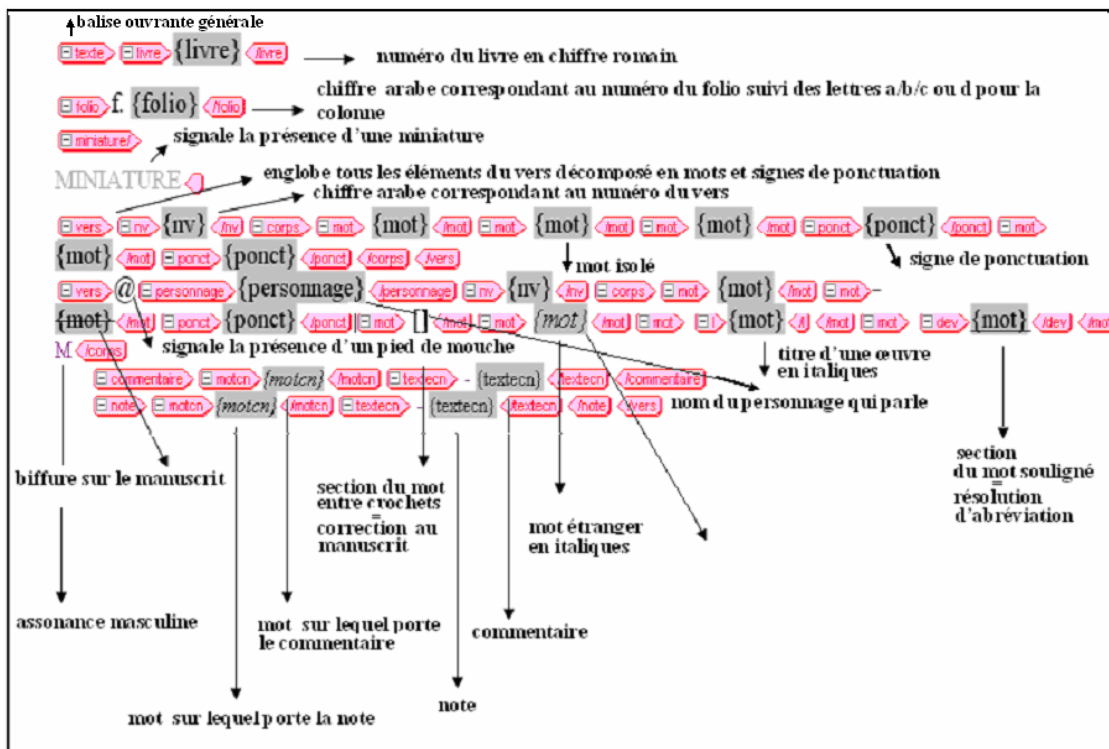 balise ouvrante générale
texte livre {livre} /livre numéro du livre en chiffre romain
chiffre arabe correspondant au numéro du folio suivi des lettres a/b/c ou d pour la
folio f. {folio} /folio colonne
miniature/ signale la présence d'une miniature
MINIATURE
englobe tous les éléments du vers décomposé en mots et signes de ponctuation
chiffre arabe correspondant au numéro du vers
vers nv {nv} /nv corps mot {mot} /mot mot {mot} /mot mot {mot} /mot ponct {ponct} /ponct mot
{mot} /mot ponct {ponct} /ponct /corps /vers
mot isolé
signe de ponctuation
vers @ personnage {personnage} /personnage nv {nv} /nv corps mot {mot} /mot mot -
{mot} /mot ponct {ponct} /ponct mot [] /mot mot {mot} /mot mot i {mot} /i /mot mot dev {mot} /dev /mot
M /corps signale la présence d'un pied de mouche
titre d'une œuvre
en italiques
commentaire motcn {motcn} /motcn textecn - {textecn} /textecn /commentaire
nom du personnage qui parle
note motcn {motcn} /motcn textecn - {textecn} /textecn /note /vers
biffure sur le manuscrit
section du mot
entre crochets
=
correction au
manuscrit
mot étranger
en italiques
section
du mot souligné
=
résolution
d'abréviation
assonance masculine
mot sur lequel porte
le commentaire
commentaire
mot sur lequel porte la note
note